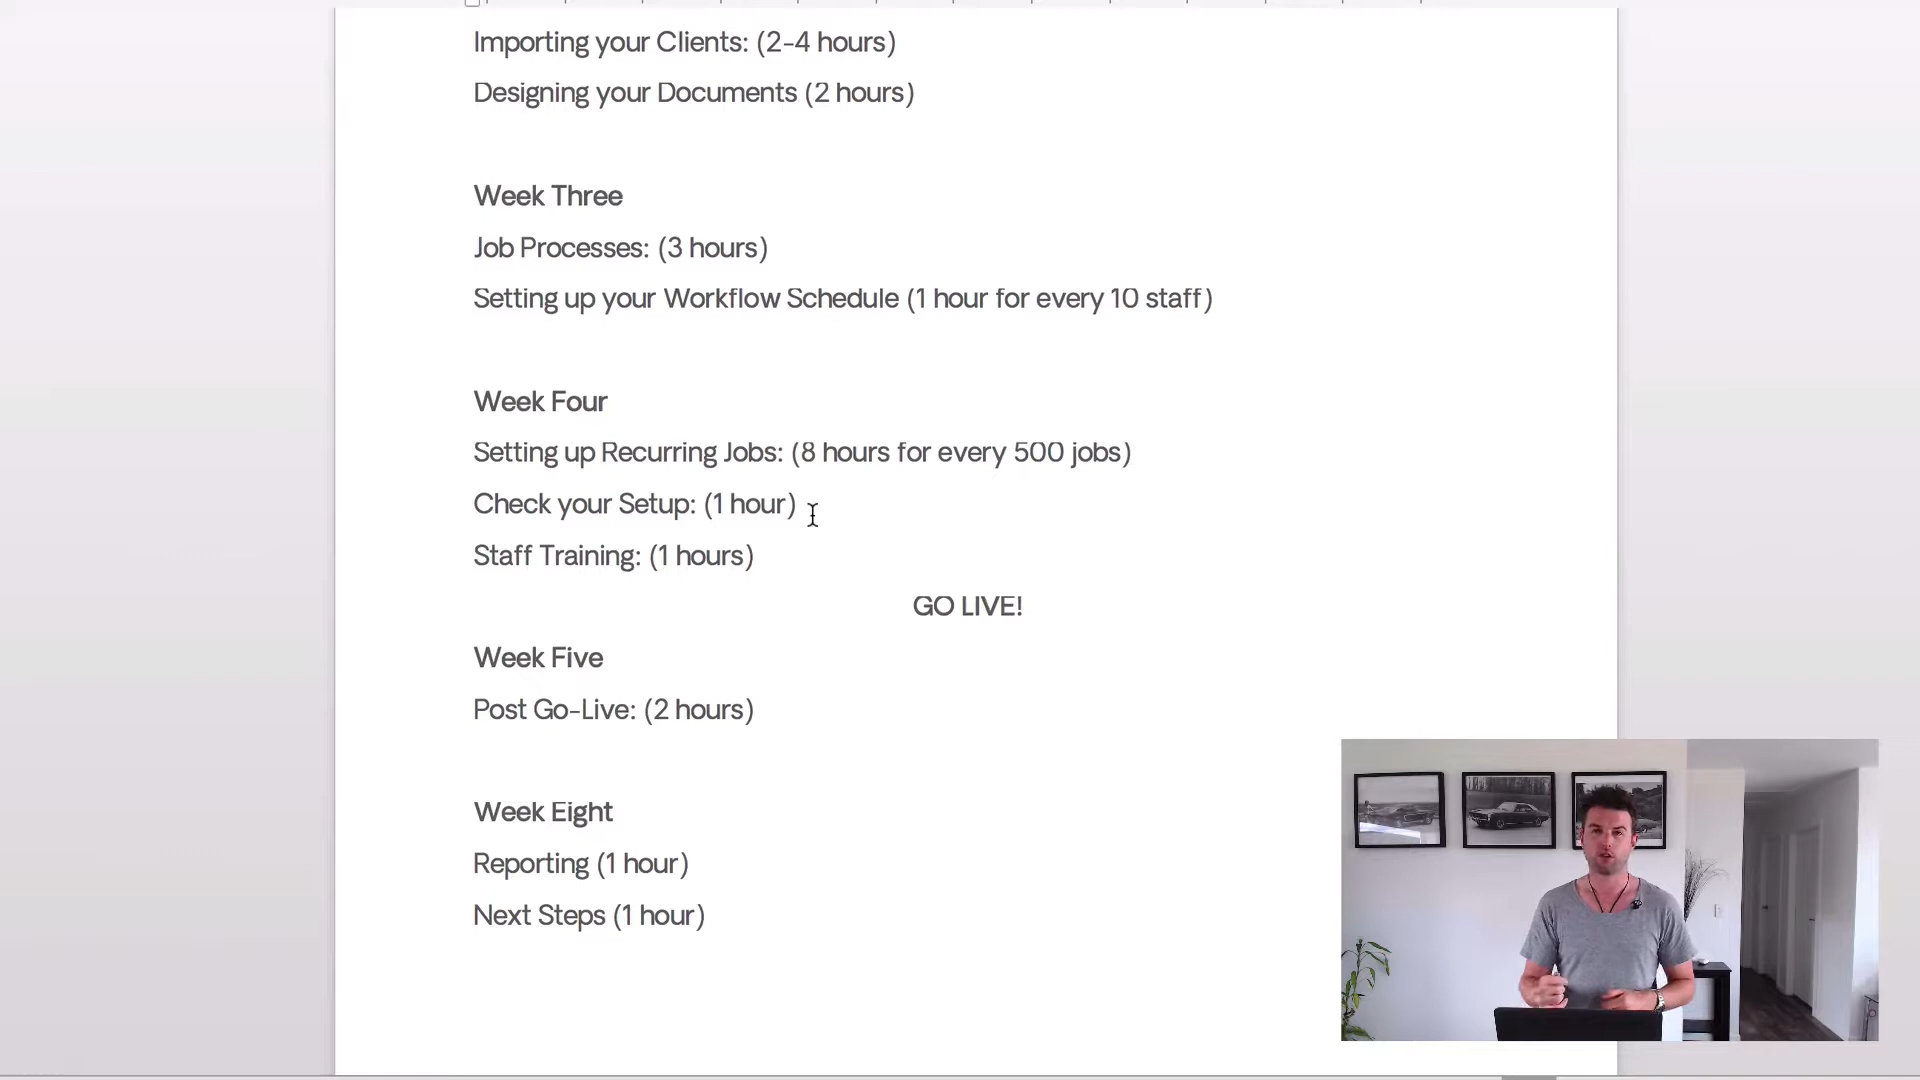 Importing your Clients: (2-4 hours)
Designing your Documents (2 hours)
Week Three
Job Processes: (3 hours)
Setting up your Workflow Schedule (1 hour for every 10 staff)
Week Four
Setting up Recurring Jobs: (8 hours for every 500 jobs)
Check your Setup: (1 hour)
Staff Training: (1 hours)
GO LIVE!
Week Five
Post Go-Live: (2 hours)
Week Eight
Reporting (1 hour)
Next Steps (1 hour)